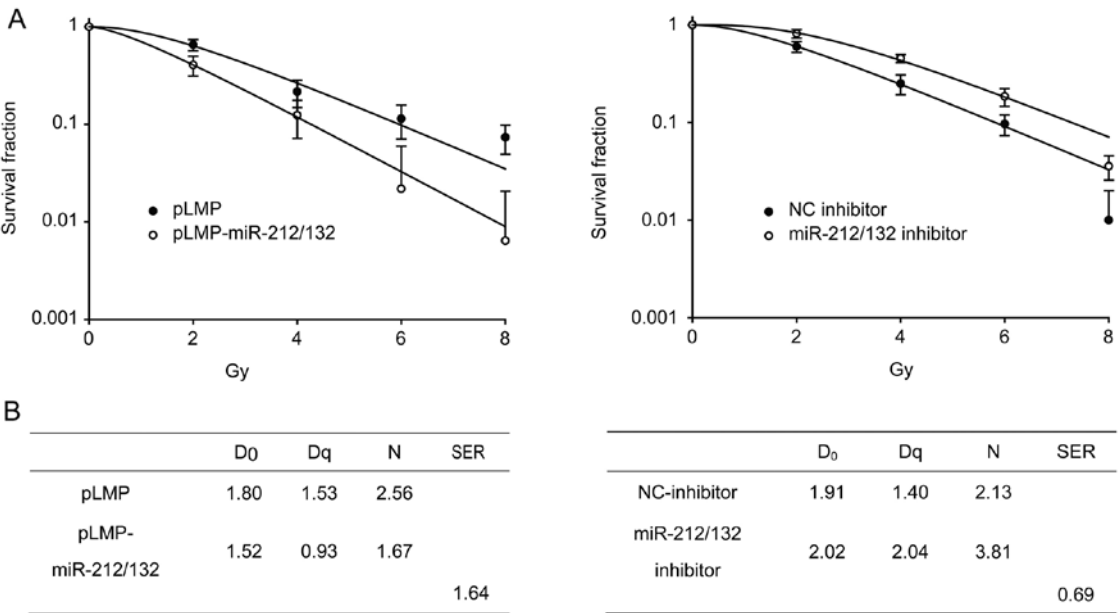 A
Survival fraction
1
0.1
0.01
0.001
0 2 4 6 8
Gy
pLMP
pLMP-miR-212/132
Survival fraction
1
0.1
0.01
0.001
0 2 4 6 8
Gy
NC inhibitor
miR-212/132 inhibitor
B
D0 Dq N SER
pLMP 1.80 1.53 2.56
pLMP-
miR-212/132 1.52 0.93 1.67
1.64
D0 Dq N SER
NC-inhibitor 1.91 1.40 2.13
miR-212/132
inhibitor 2.02 2.04 3.81
0.69